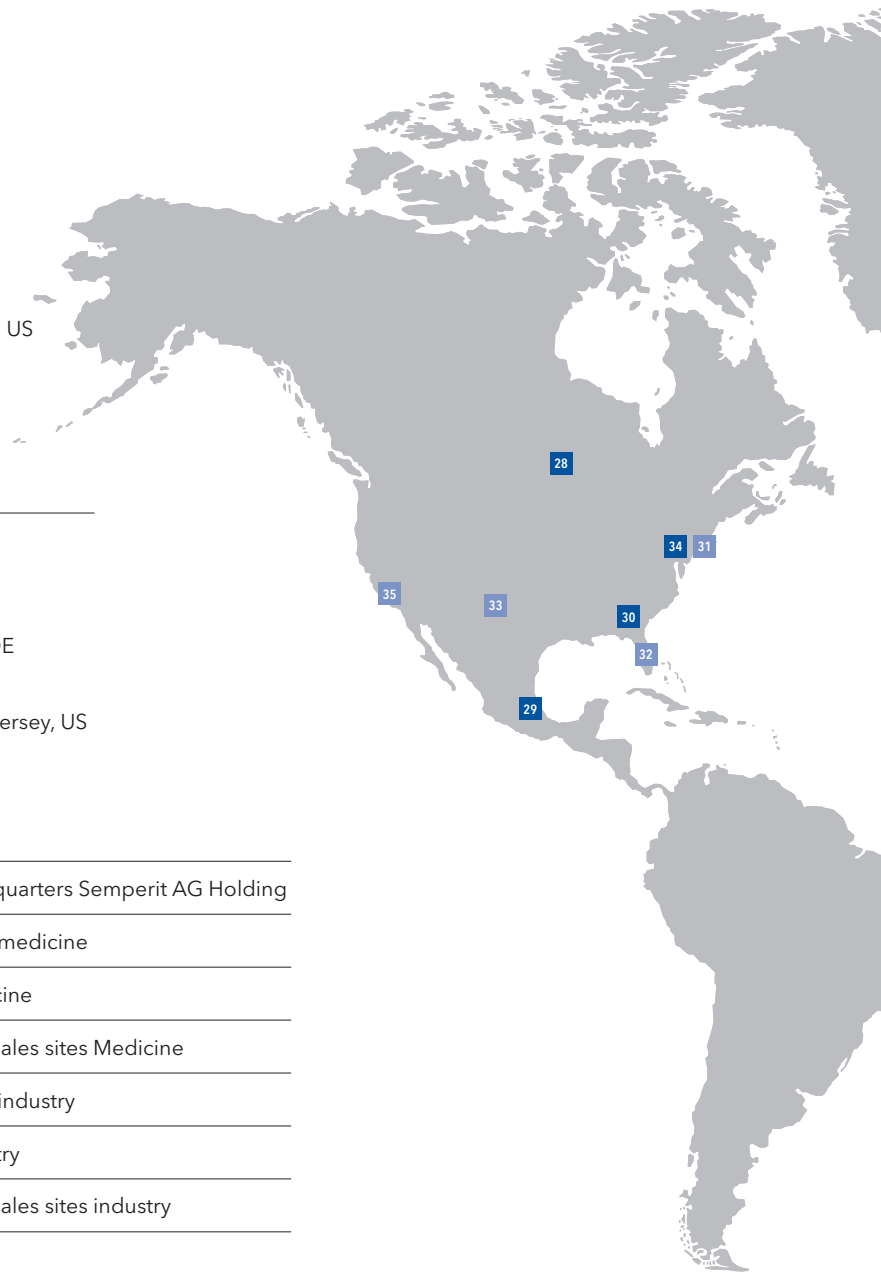 US
28
34 31
35
33
30
DE
32
ersey, US
29
quarters Semperit AG Holding
medicine
cine
ales sites Medicine
industry
try
ales sites industry